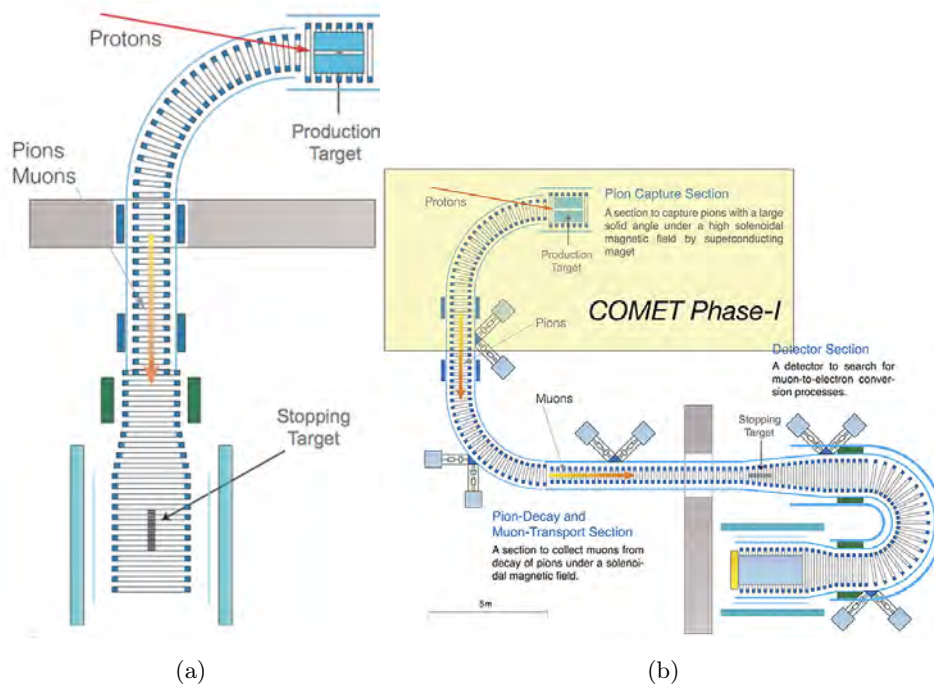 Protons
Production
Target
Pions
Muons
Stopping
Target
(a)
Protons
Pion Capture Section
A section to capture pions with a large
solid angle under a high solenoidal
magnetic field by superconducting
maget
Production
Target
COMET Phase-I
Pions
Detector Section
A detector to search for
muon-to-electron conver-
sion processes.
Muons
Stopping
Target
Pion-Decay and
Muon-Transport Section
A section to collect muons from
decay of pions under a solenoi-
dal magnetic field.
5m
(b)